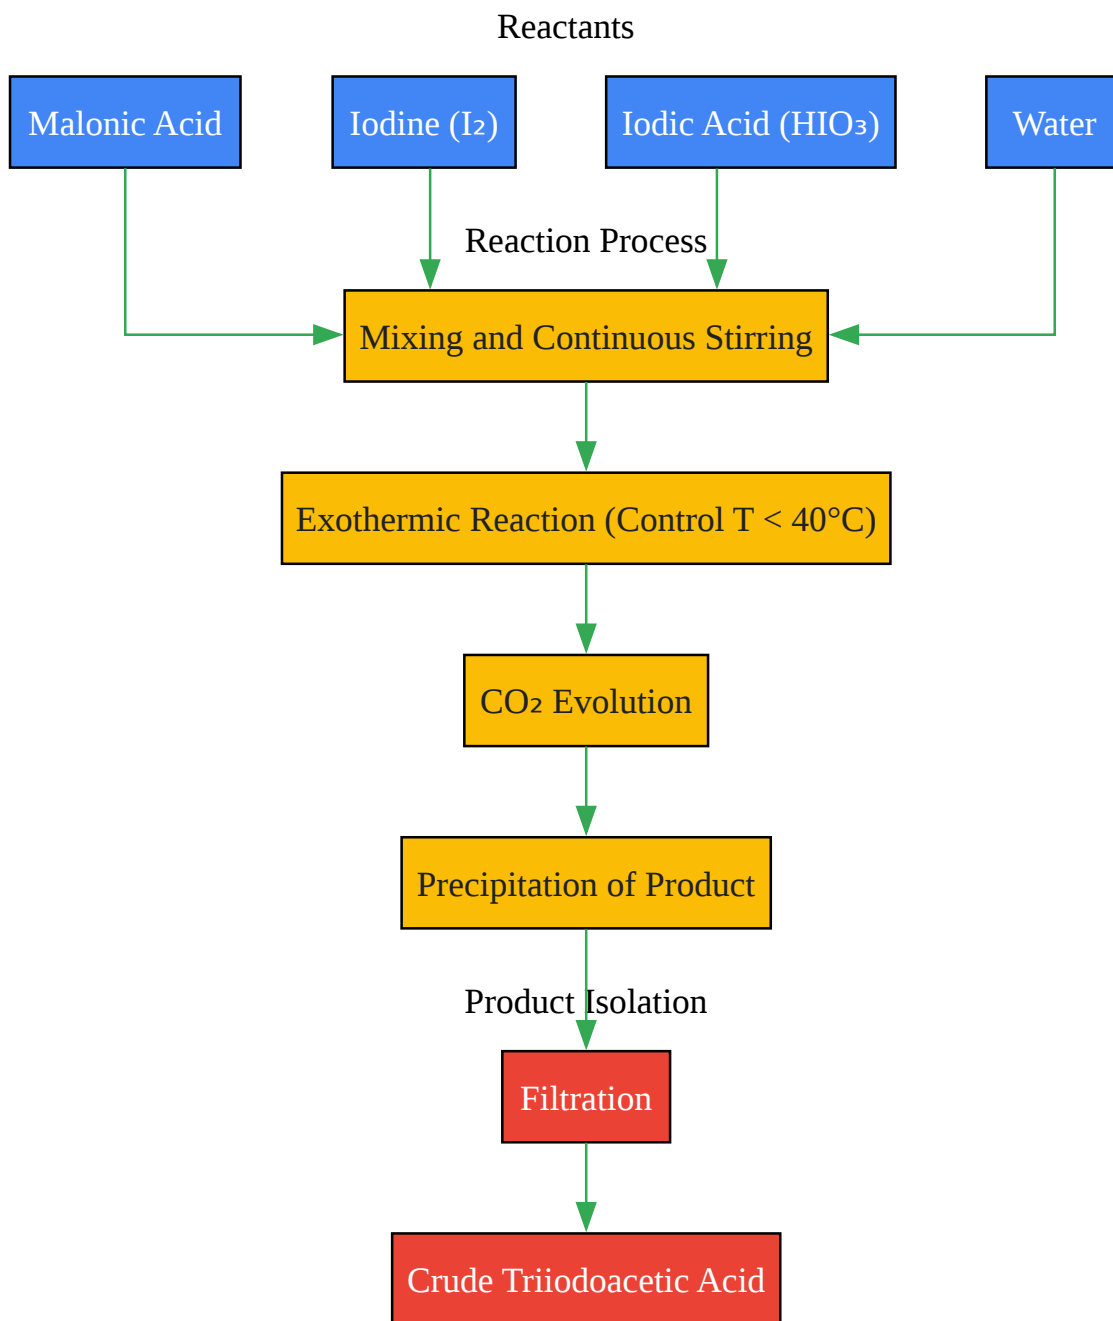 Reactants
Malonic Acid
Iodine (I₂)
Iodic Acid (HIO₃)
Water
Reaction Process
Mixing and Continuous Stirring
Exothermic Reaction (Control T < 40°C)
CO₂ Evolution
Precipitation of Product
Product Isolation
Filtration
Crude Triiodoacetic Acid